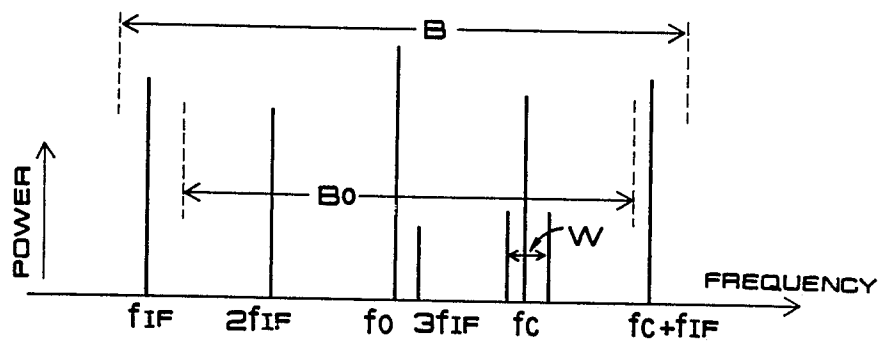 B
B0
W
POWER
FREQUENCY
fIF 2fIF f0 3fIF fC fC+fIF